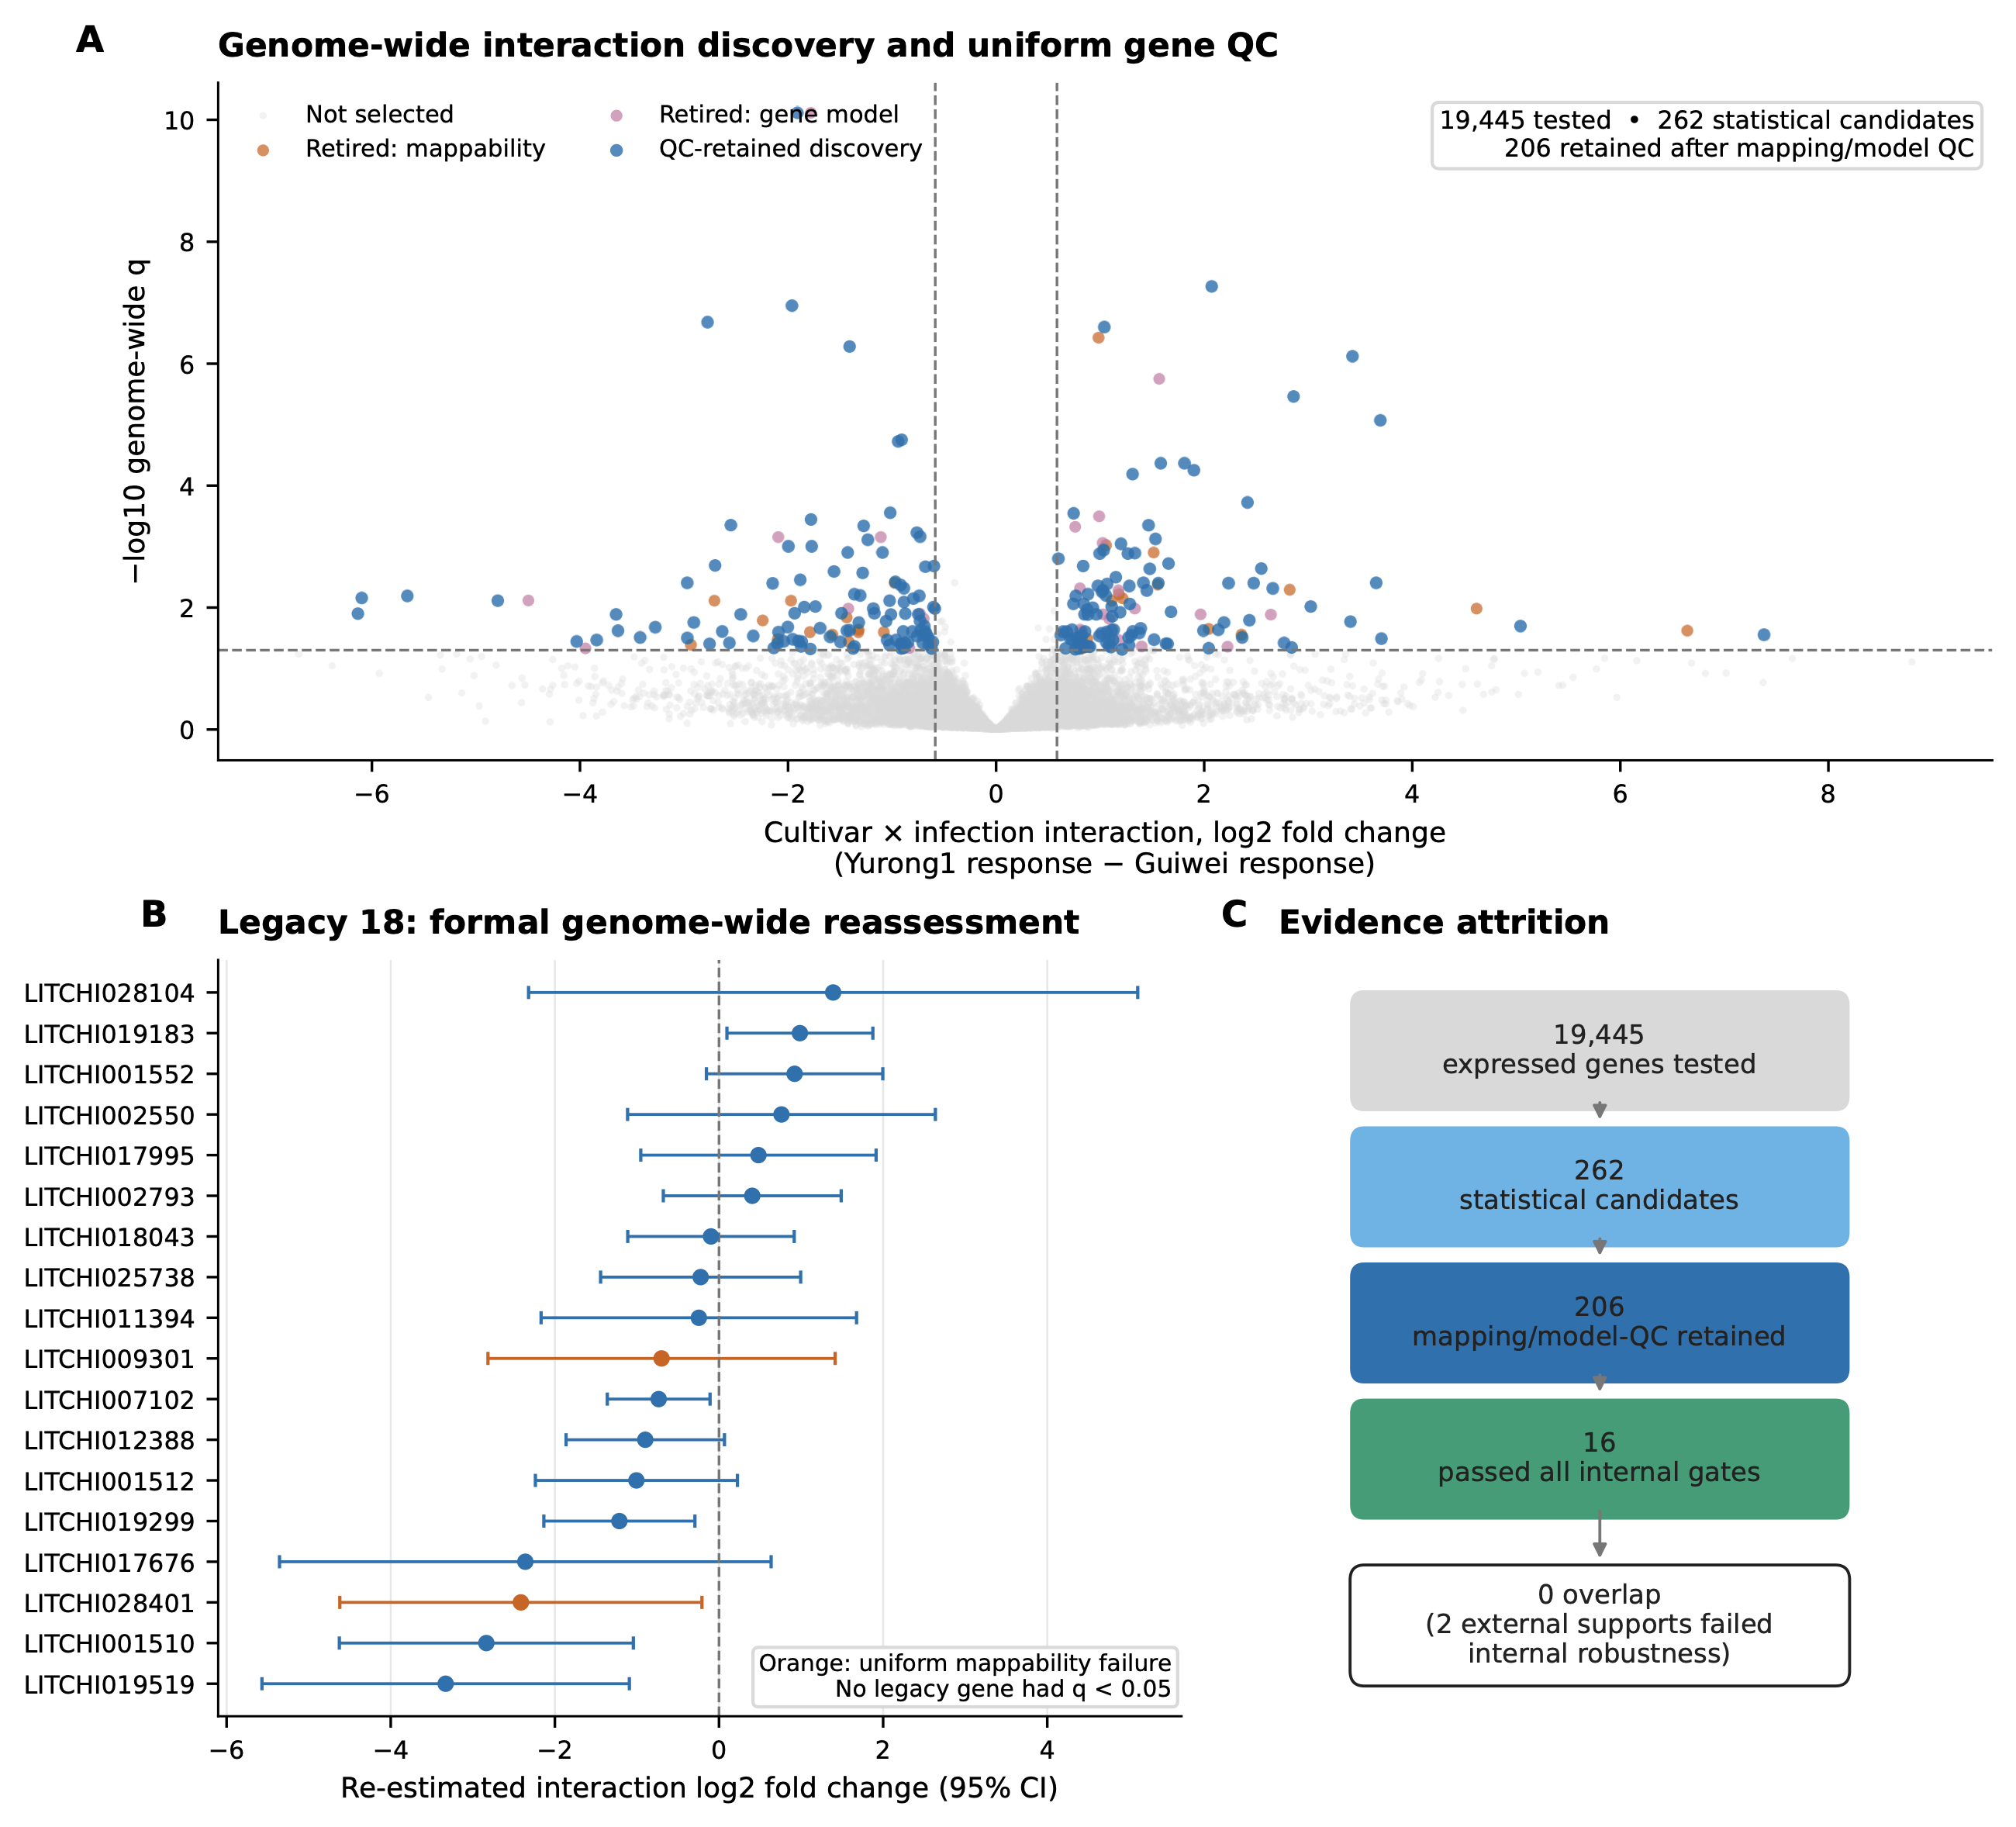 A
Genome-wide interaction discovery and uniform gene QC
Not selected
Retired: mappability
Retired: gene model
QC-retained discovery
19,445 tested • 262 statistical candidates
206 retained after mapping/model QC
10
8
6
4
2
0
−log10 genome-wide q
−6
−4
−2
0
2
4
6
8
Cultivar × infection interaction, log2 fold change
(Yurong1 response − Guiwei response)
B
Legacy 18: formal genome-wide reassessment
LITCHI028104
LITCHI019183
LITCHI001552
LITCHI002550
LITCHI017995
LITCHI002793
LITCHI018043
LITCHI025738
LITCHI011394
LITCHI009301
LITCHI007102
LITCHI012388
LITCHI001512
LITCHI019299
LITCHI017676
LITCHI028401
LITCHI001510
LITCHI019519
Orange: uniform mappability failure
No legacy gene had q < 0.05
−6
−4
−2
0
2
4
Re-estimated interaction log2 fold change (95% CI)
C
Evidence attrition
19,445
expressed genes tested
262
statistical candidates
206
mapping/model-QC retained
16
passed all internal gates
0 overlap
(2 external supports failed
internal robustness)